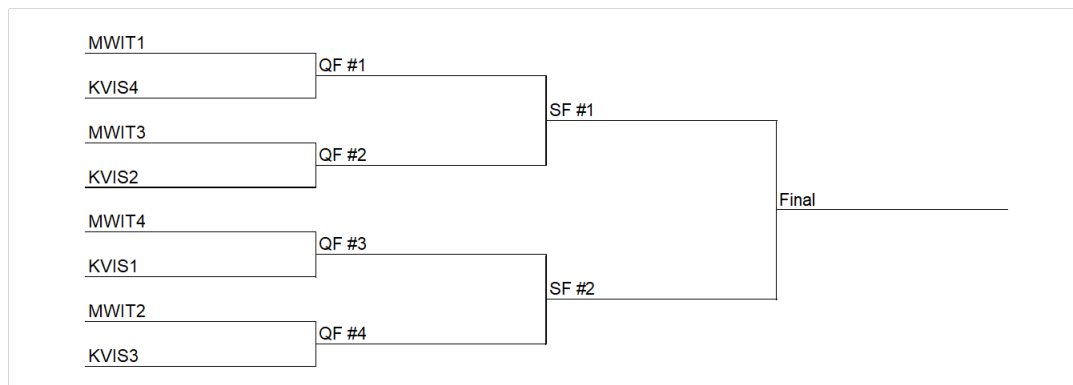 MWIT1
QF #1
KVIS4
SF #1
MWIT3
QF #2
KVIS2
Final
MWIT4
QF #3
KVIS1
SF #2
MWIT2
QF #4
KVIS3